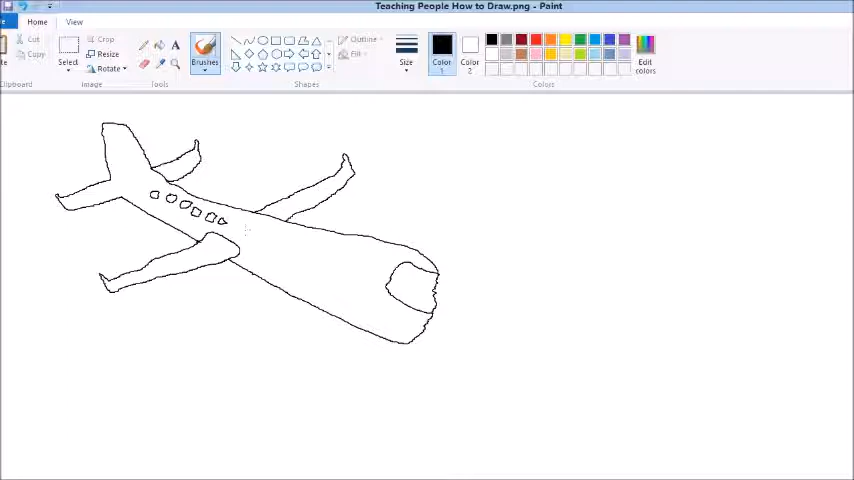 Teaching People How to Draw.png - Paint
Home View
Cut
Copy
Clipboard
Select
Crop
Resize
Rotate
Image
Tools
Brushes
Shapes
Outline
Fill
Size
Color 1
Color 2
Colors
Edit colors